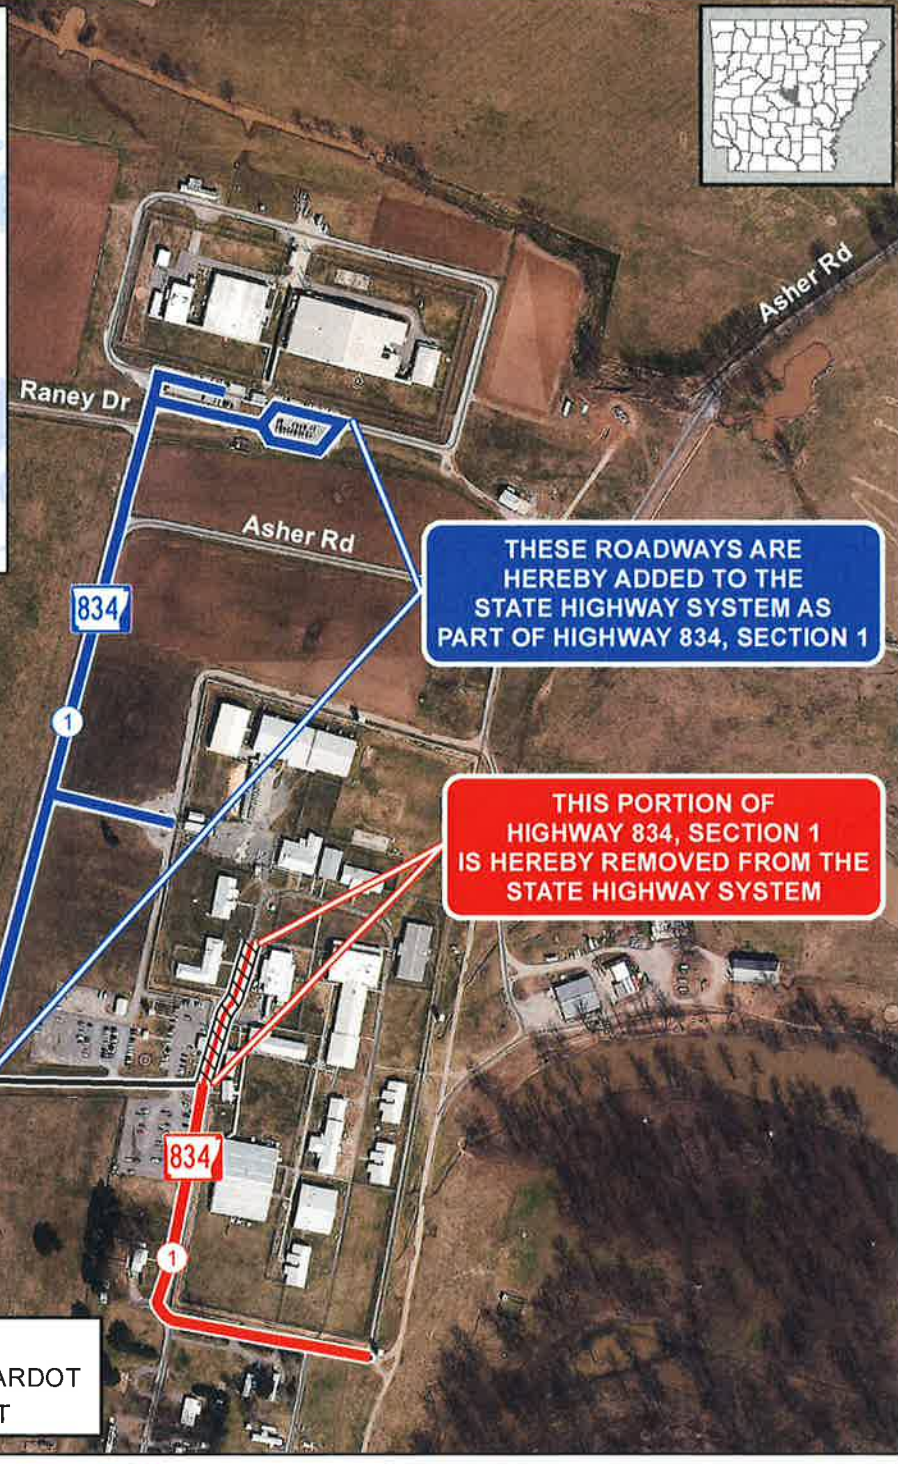 Asher Rd
Raney Dr
Asher Rd
THESE ROADWAYS ARE
HEREBY ADDED TO THE
STATE HIGHWAY SYSTEM AS
PART OF HIGHWAY 834, SECTION 1
834
1
THIS PORTION OF
HIGHWAY 834, SECTION 1
IS HEREBY REMOVED FROM THE
STATE HIGHWAY SYSTEM
834
1
ARDOT
T